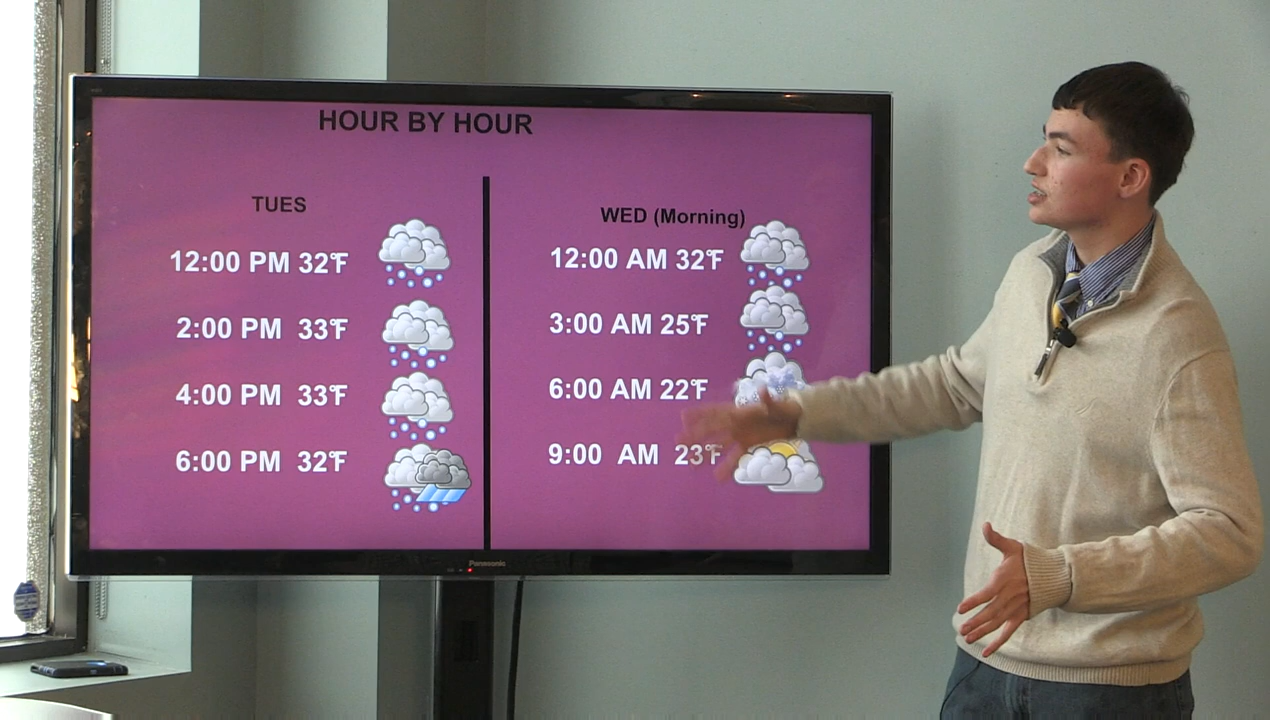 HOUR BY HOUR
TUES
12:00 PM 32°F
2:00 PM 33°F
4:00 PM 33°F
6:00 PM 32°F
WED (Morning)
12:00 AM 32°F
3:00 AM 25°F
6:00 AM 22°F
9:00 AM 23°F
Panasonic